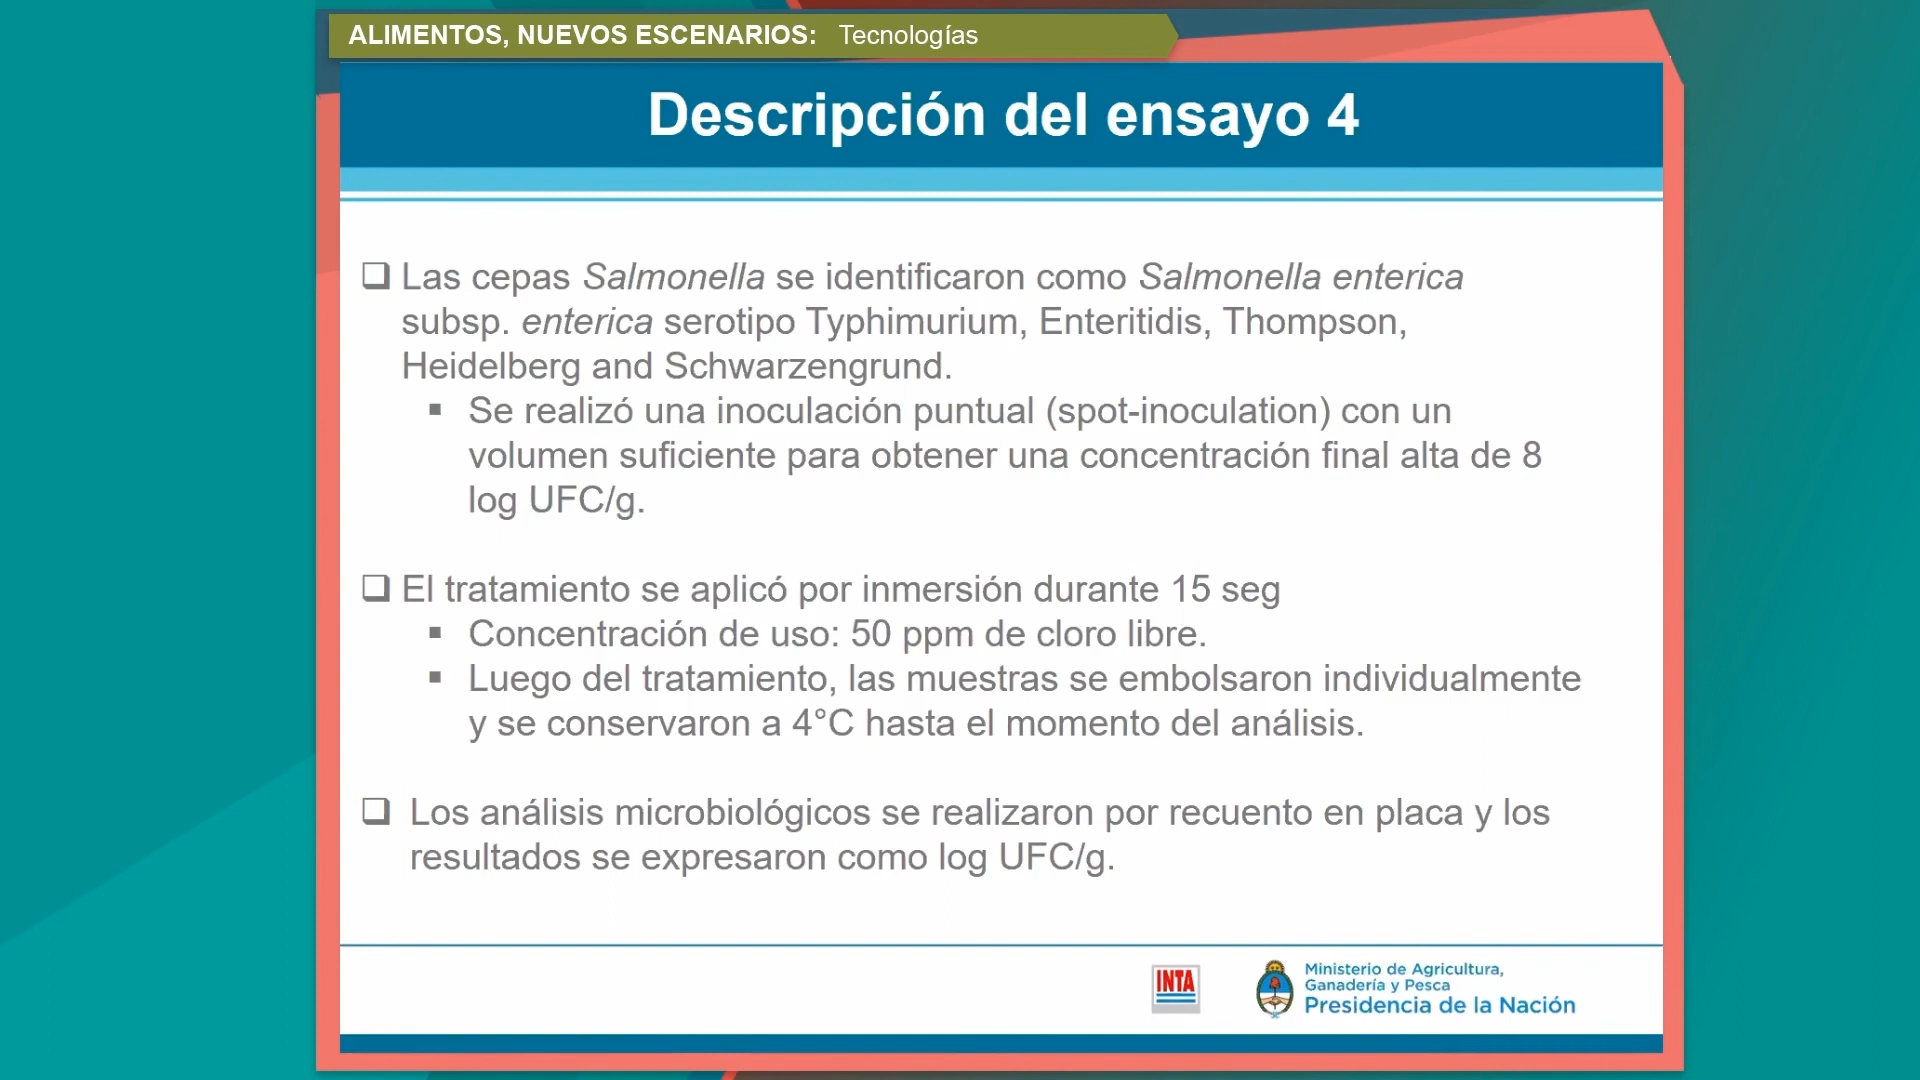 ALIMENTOS, NUEVOS ESCENARIOS: Tecnologías
Descripción del ensayo 4
❑ Las cepas Salmonella se identificaron como Salmonella enterica
subsp. enterica serotipo Typhimurium, Enteritidis, Thompson,
Heidelberg and Schwarzengrund.
▪ Se realizó una inoculación puntual (spot-inoculation) con un
volumen suficiente para obtener una concentración final alta de 8
log UFC/g.
❑ El tratamiento se aplicó por inmersión durante 15 seg
▪ Concentración de uso: 50 ppm de cloro libre.
▪ Luego del tratamiento, las muestras se embolsaron individualmente
y se conservaron a 4°C hasta el momento del análisis.
❑ Los análisis microbiológicos se realizaron por recuento en placa y los
resultados se expresaron como log UFC/g.
INTA
Ministerio de Agricultura,
Ganadería y Pesca
Presidencia de la Nación